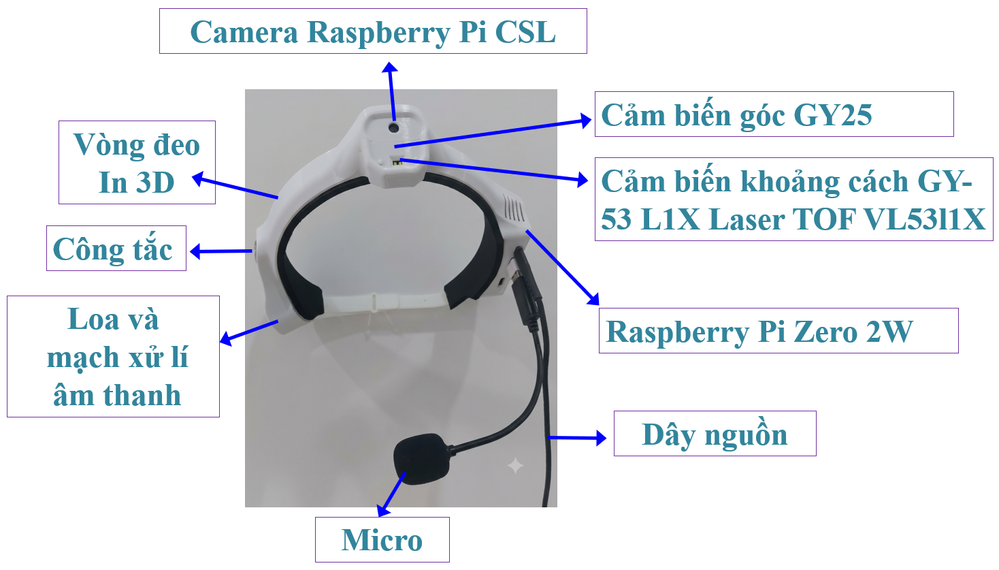 Camera Raspberry Pi CSL
Cảm biến góc GY25
Vòng đeo
In 3D
Cảm biến khoảng cách GY-
53 L1X Laser TOF VL53l1X
Công tắc
Loa và
mạch xử lí
âm thanh
Raspberry Pi Zero 2W
Dây nguồn
Micro